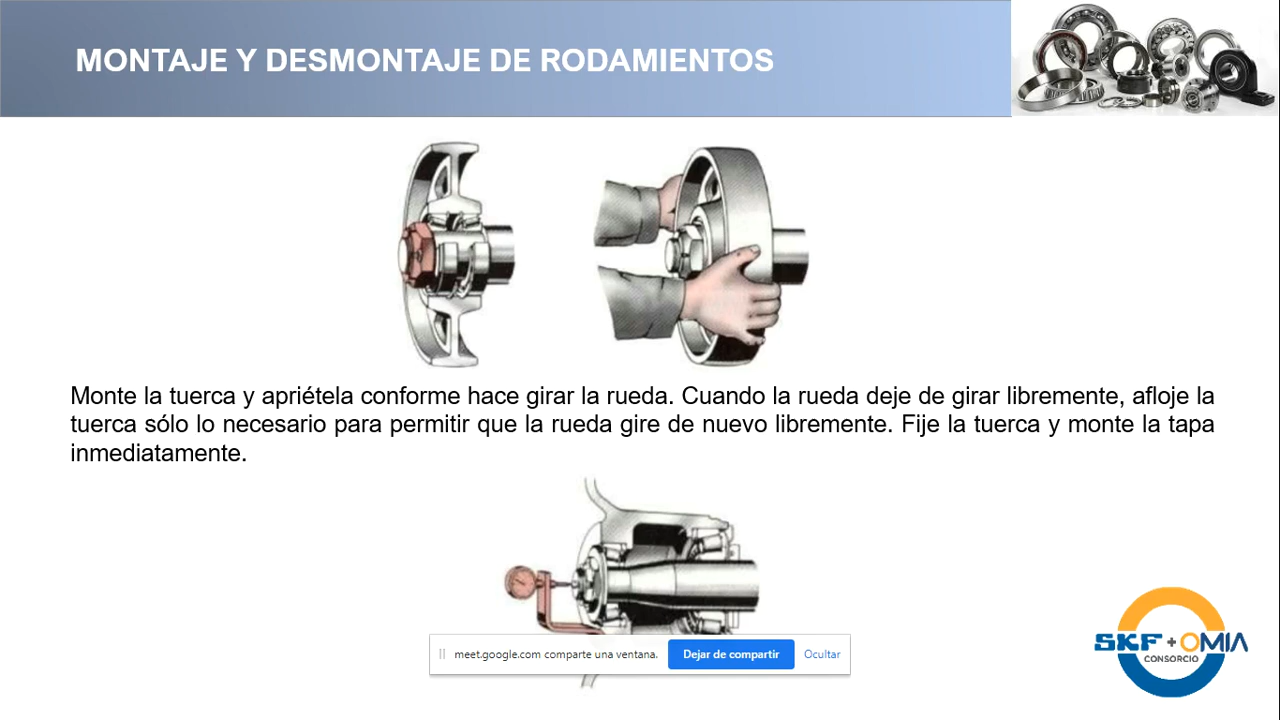 MONTAJE Y DESMONTAJE DE RODAMIENTOS
Monte la tuerca y apriétela conforme hace girar la rueda. Cuando la rueda deje de girar libremente, afloje la
tuerca sólo lo necesario para permitir que la rueda gire de nuevo libremente. Fije la tuerca y monte la tapa
inmediatamente.
meet.google.com comparte una ventana. Dejar de compartir Ocultar
SKF + OMIA
CONSORCIO